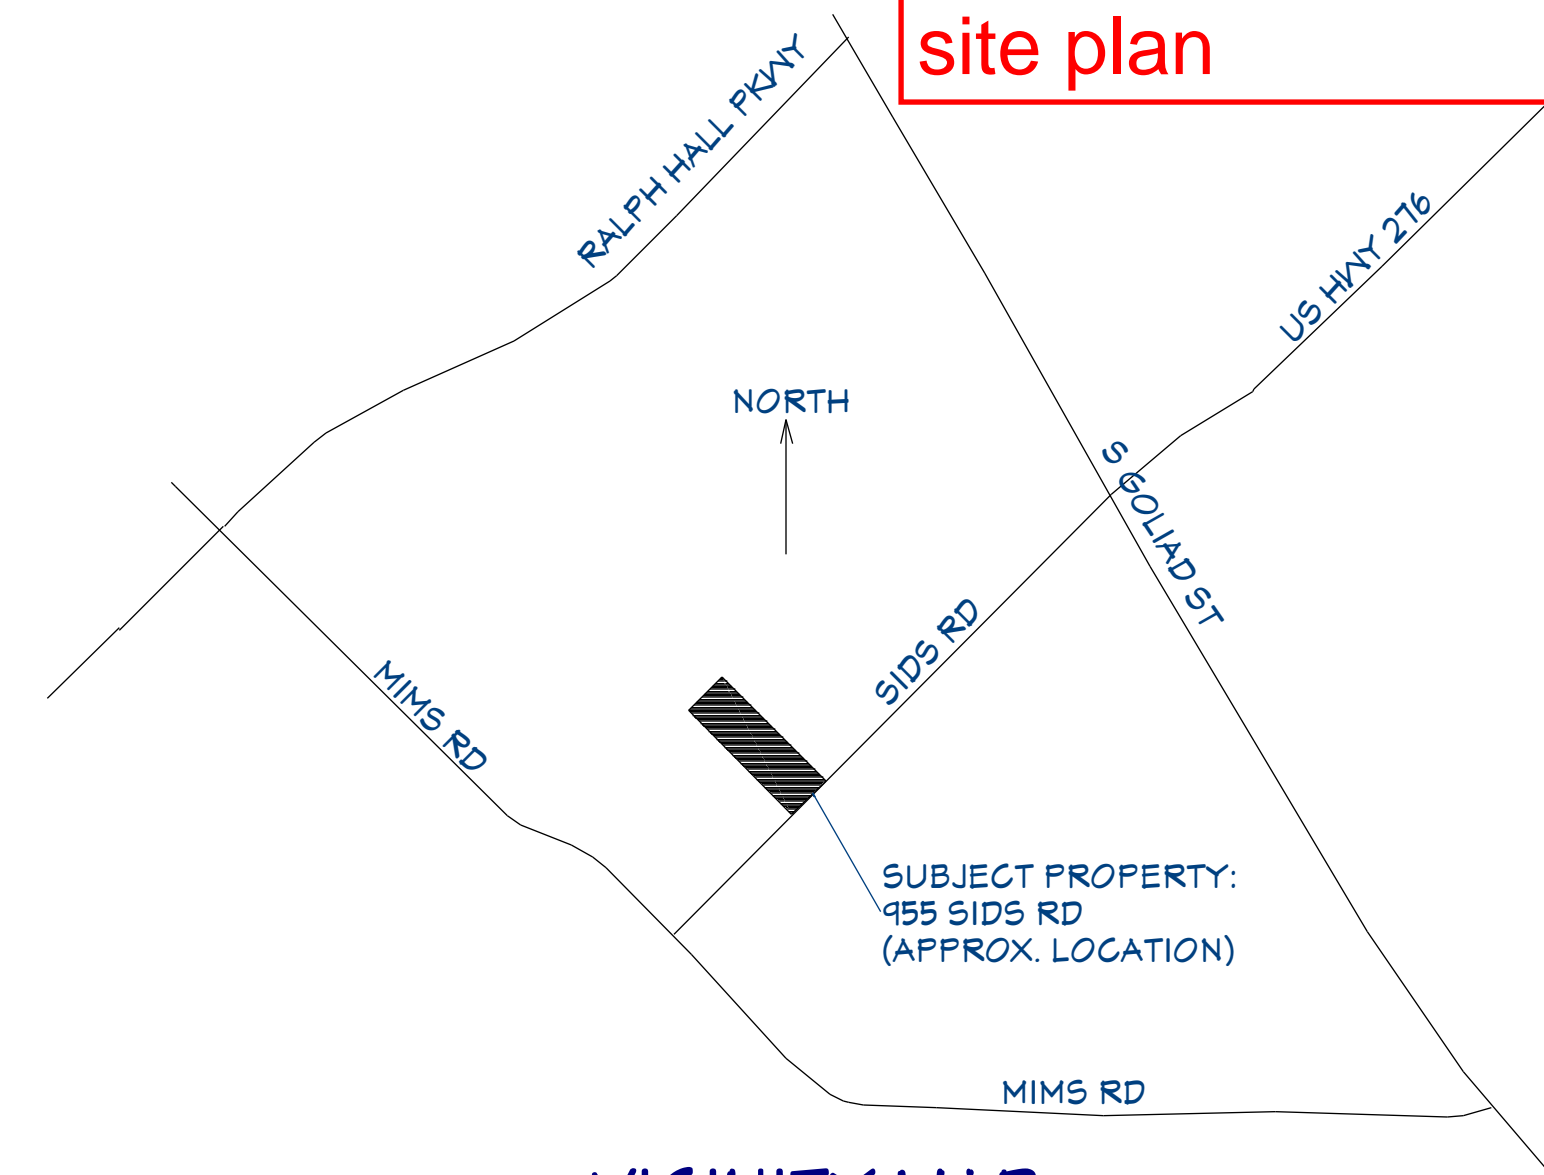 site plan
RALPH HALL PKWY
US HWY 276
NORTH
S GOLIAD ST
SIDS RD
MIMS RD
SUBJECT PROPERTY:
955 SIDS RD
(APPROX. LOCATION)
MIMS RD